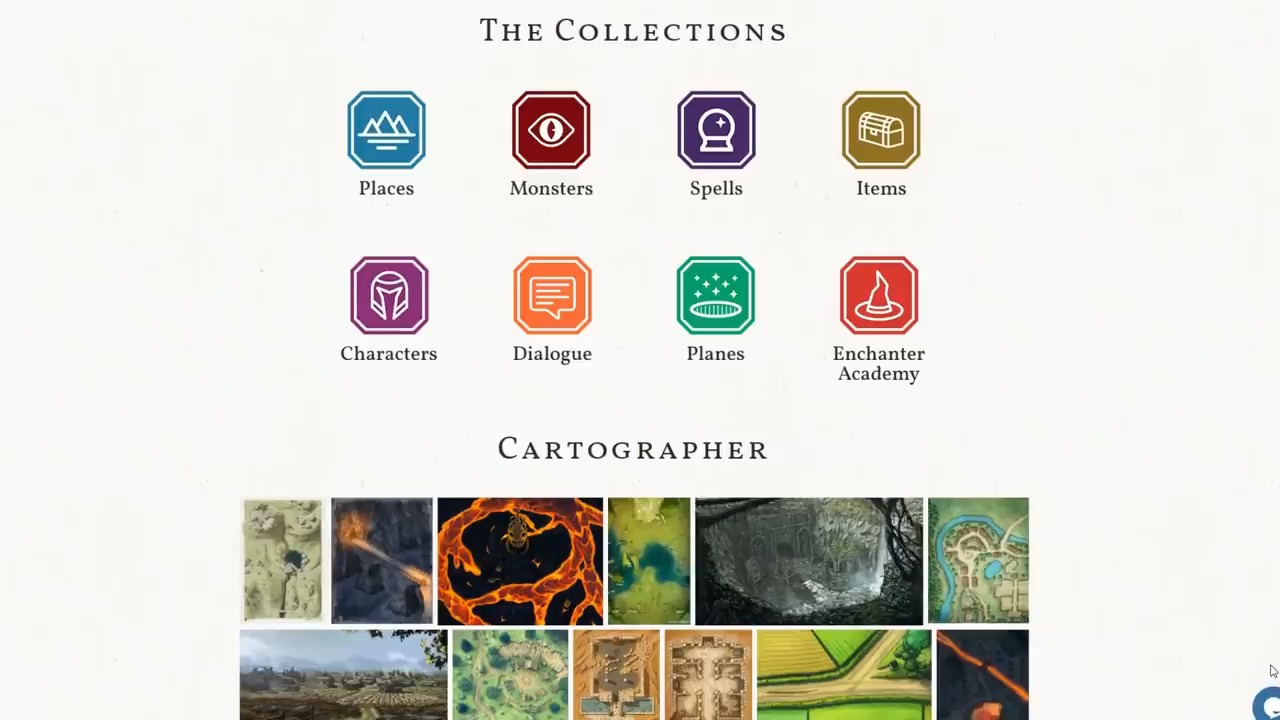 The Collections
Places
Monsters
Spells
Items
Characters
Dialogue
Planes
Enchanter
Academy
Cartographer